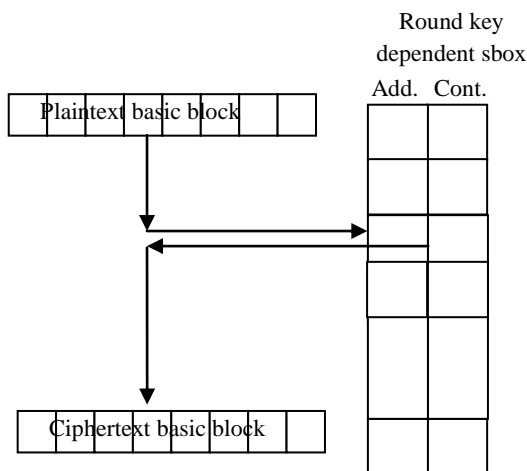 Round key
dependent sbox
Add. Cont.
Plaintext basic block
Ciphertext basic block